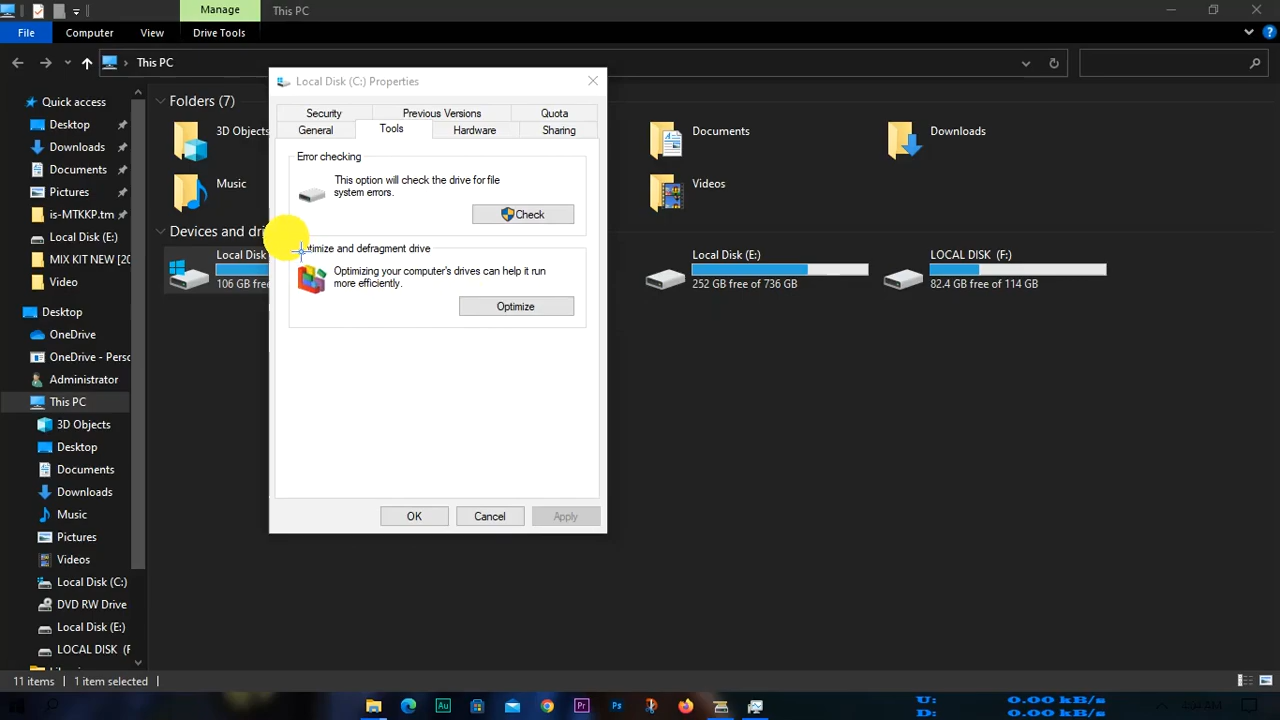 Manage
This PC
File
Computer
View
Drive Tools
This PC
Quick access
Desktop
Downloads
Documents
Pictures
is-MTKKP.tm
Local Disk (E:)
MIX KIT NEW [20
Video
Desktop
OneDrive
OneDrive - Perso
Administrator
This PC
3D Objects
Desktop
Documents
Downloads
Music
Pictures
Videos
Local Disk (C:)
DVD RW Drive
Local Disk (E:)
LOCAL DISK (F
Folders (7)
3D Objects
Documents
Downloads
Music
Videos
Devices and dri
Local Disk
106 GB free
Local Disk (E:)
252 GB free of 736 GB
LOCAL DISK (F:)
82.4 GB free of 114 GB
Local Disk (C:) Properties
Security
Previous Versions
Quota
General
Tools
Hardware
Sharing
Error checking
This option will check the drive for file
system errors.
Check
timize and defragment drive
Optimizing your computer's drives can help it run
more efficiently.
Optimize
OK
Cancel
Apply
11 items
1 item selected
Au
Pr
Ps
U: 0.00 kB/s
D: 0.00 kB/s
4:04 AM